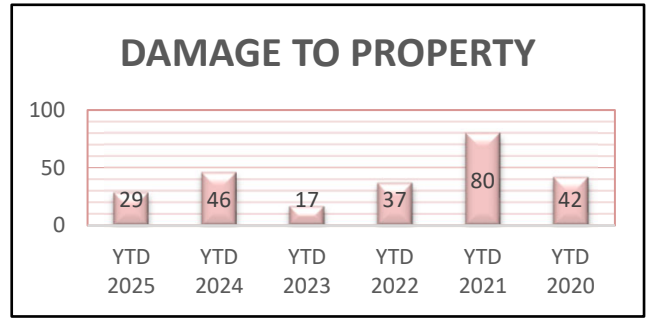 DAMAGE TO PROPERTY
100
50
0
29 46 17 37 80 42
YTD YTD YTD YTD YTD YTD
2025 2024 2023 2022 2021 2020